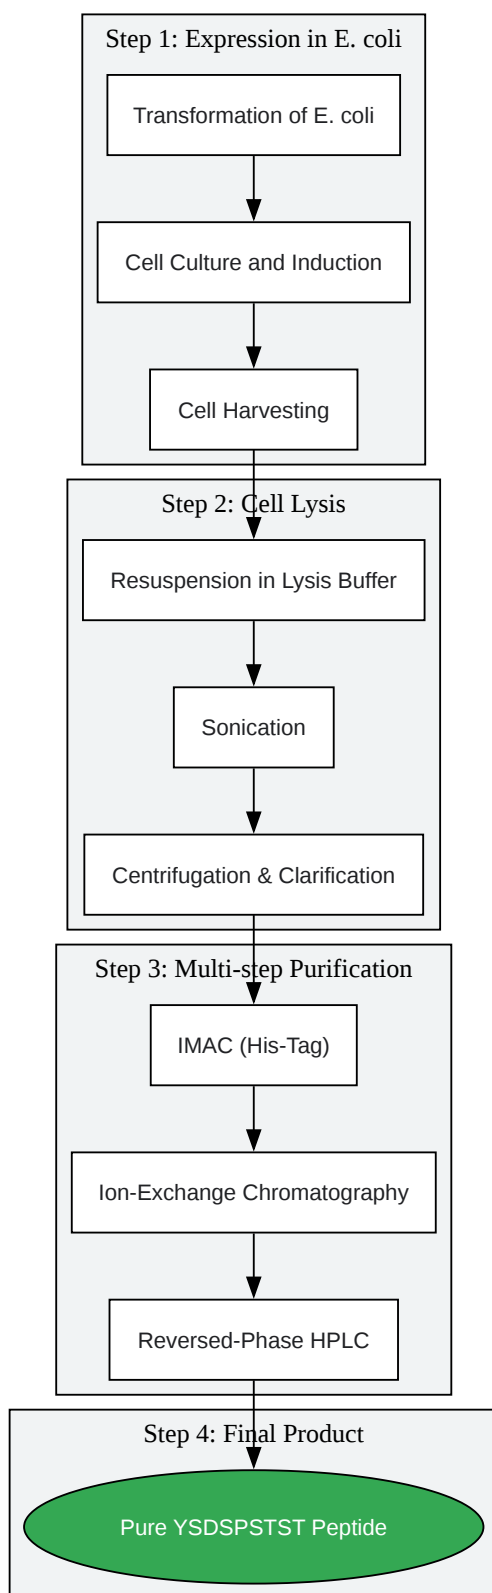 Step 1: Expression in E. coli
Transformation of E. coli
Cell Culture and Induction
Cell Harvesting
Step 2: Cell Lysis
Resuspension in Lysis Buffer
Sonication
Centrifugation & Clarification
Step 3: Multi-step Purification
IMAC (His-Tag)
Ion-Exchange Chromatography
Reversed-Phase HPLC
Step 4: Final Product
Pure YSDSPSTST Peptide